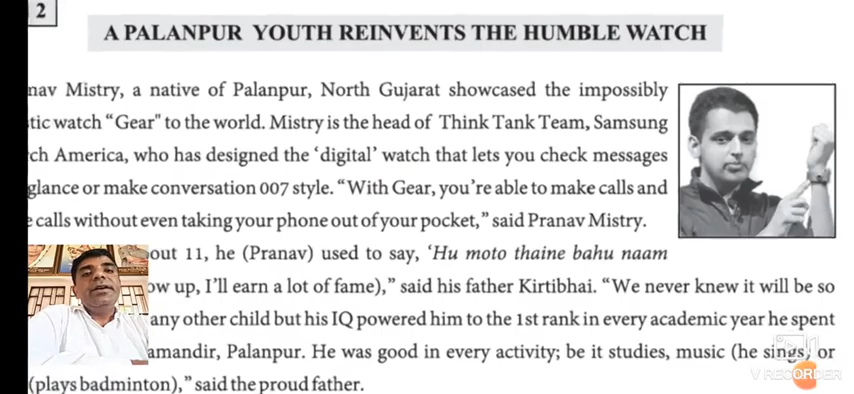 2
A PALANPUR YOUTH REINVENTS THE HUMBLE WATCH
Mistry, a native of Palanpur, North Gujarat showcased the impossibly
watch “Gear" to the world. Mistry is the head of Think Tank Team, Samsung
America, who has designed the ‘digital’ watch that lets you check messages
glance or make conversation 007 style. “With Gear, you’re able to make calls and
calls without even taking your phone out of your pocket,” said Pranav Mistry.
11, he (Pranav) used to say, ‘Hu moto thaine bahu naam
up, I’ll earn a lot of fame),” said his father Kirtibhai. “We never knew it will be so
any other child but his IQ powered him to the 1st rank in every academic year he spent
amandir, Palanpur. He was good in every activity; be it studies, music (he sings) or
(plays badminton),” said the proud father.
V RECORDER